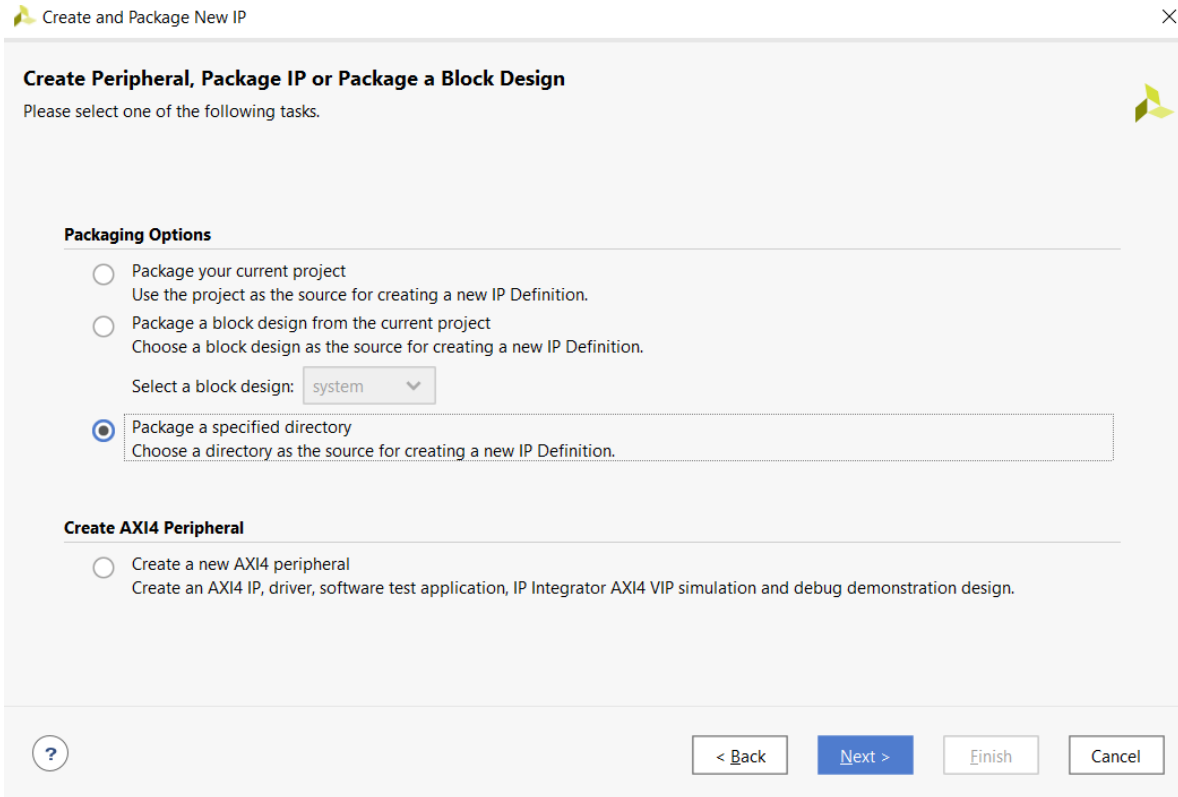 Create and Package New IP
Create Peripheral, Package IP or Package a Block Design
Please select one of the following tasks.
Packaging Options
Package your current project
Use the project as the source for creating a new IP Definition.
Package a block design from the current project
Choose a block design as the source for creating a new IP Definition.
Select a block design: system
Package a specified directory
Choose a directory as the source for creating a new IP Definition.
Create AXI4 Peripheral
Create a new AXI4 peripheral
Create an AXI4 IP, driver, software test application, IP Integrator AXI4 VIP simulation and debug demonstration design.
? < Back Next > Finish Cancel